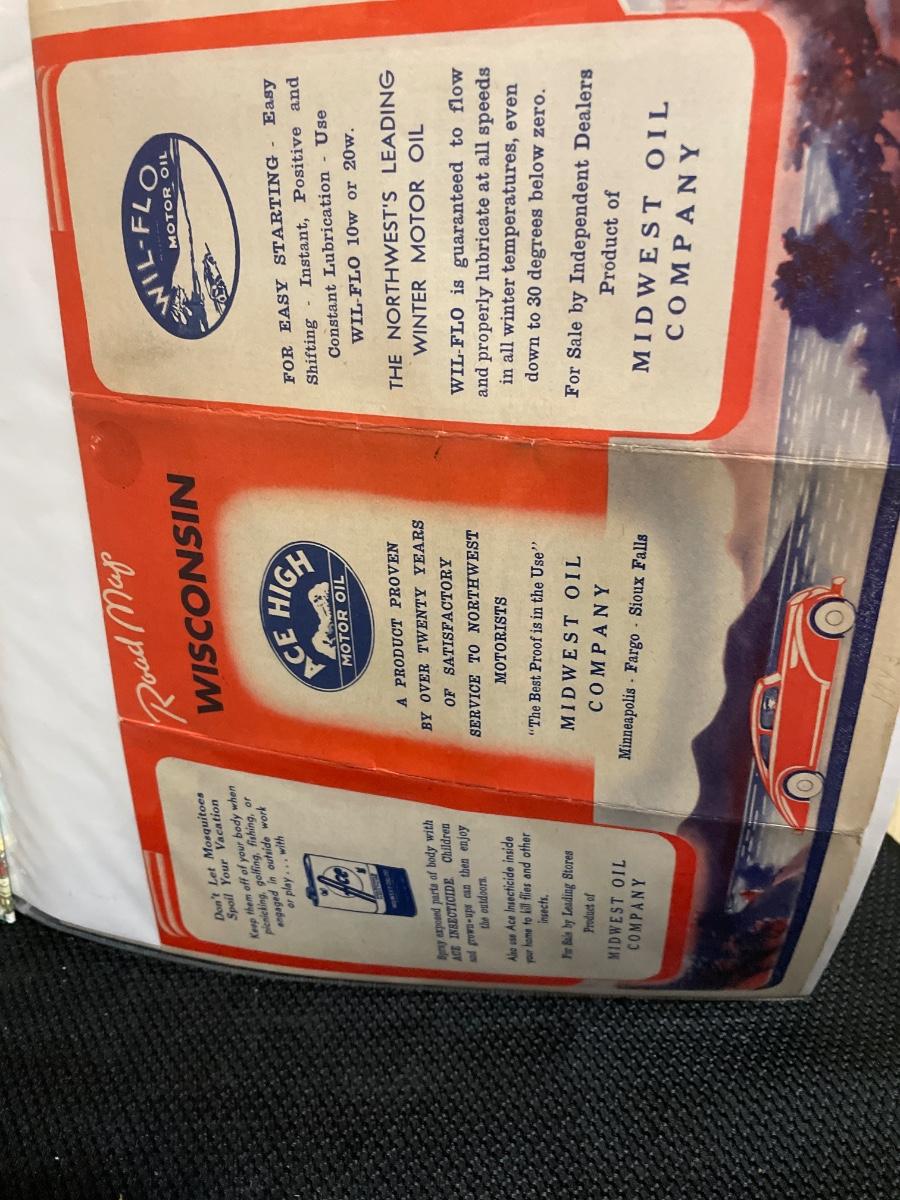 Don't Let Mosquitoes
Spoil Your Vacation
Keep them off of your body when
picnicking, golfing, fishing, or
engaged in outside work
or play . . . with
Ace
Spray exposed parts of body with
ACE INSECTICIDE. Children
and grown-ups can then enjoy
the outdoors.
Also use Ace Insecticide inside
your home to kill flies and other
insects.
For Sale by Leading Stores
Product of
MIDWEST OIL
COMPANY
Road Map
WISCONSIN
ACE HIGH
MOTOR OIL
A PRODUCT PROVEN
BY OVER TWENTY YEARS
OF SATISFACTORY
SERVICE TO NORTHWEST
MOTORISTS
"The Best Proof is in the Use"
MIDWEST OIL
COMPANY
Minneapolis - Fargo - Sioux Falls
WIL-FLO
MOTOR OIL
FOR EASY STARTING - Easy
Shifting - Instant, Positive and
Constant Lubrication - Use
WIL-FLO 10w or 20w.
THE NORTHWEST'S LEADING
WINTER MOTOR OIL
WIL-FLO is guaranteed to flow
and properly lubricate at all speeds
in all winter temperatures, even
down to 30 degrees below zero.
For Sale by Independent Dealers
Product of
MIDWEST OIL
COMPANY